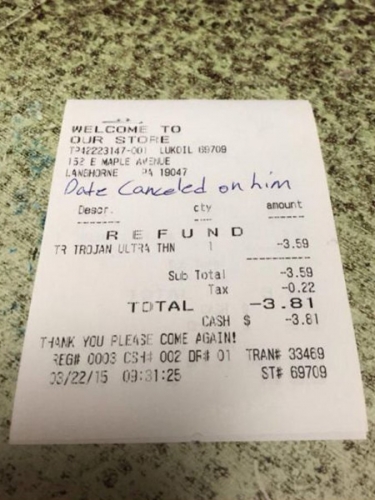 WELCOME TO
OUR STORE
TP42223147-001 LUKOIL 69709
152 E MAPLE AVENUE
LANGHORNE PA 19047
Date Canceled on him
Descr. qty amount
REFUND
TR TROJAN ULTRA THN 1 -3.59
Sub Total -3.59
Tax -0.22
TOTAL -3.81
CASH $ -3.81
THANK YOU PLEASE COME AGAIN!
REG# 0003 CSH# 002 DR# 01 TRAN# 33469
03/22/15 09:31:25 ST# 69709